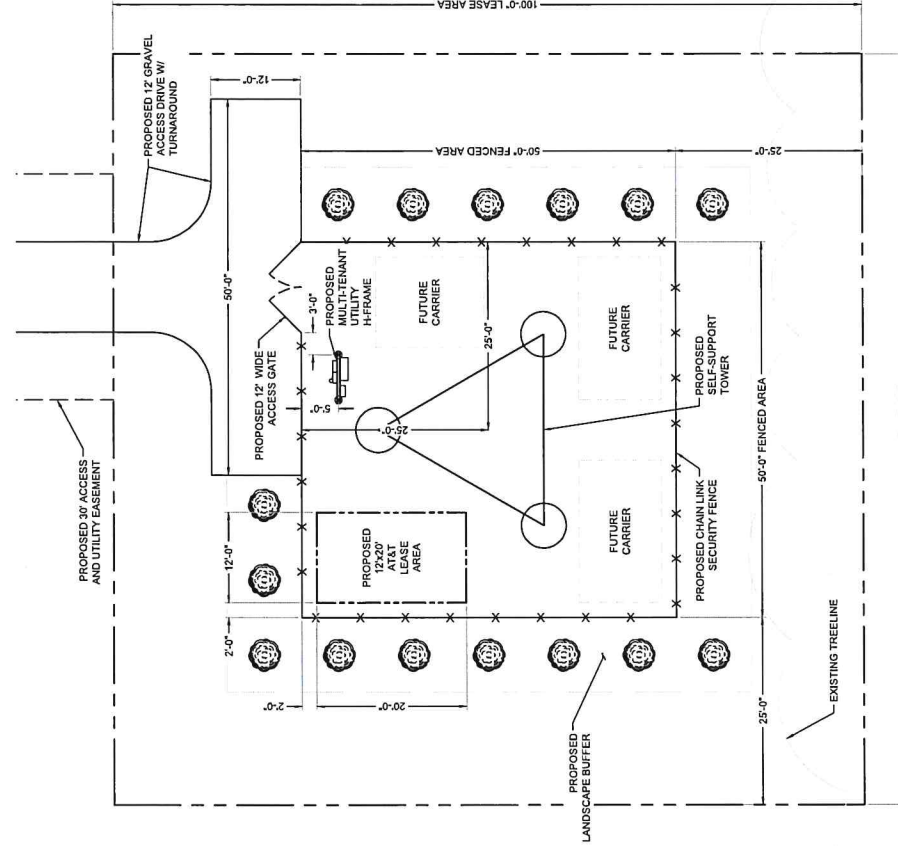 100'-0" LEASE AREA
PROPOSED 12' GRAVEL
ACCESS DRIVE W/
TURNAROUND
12'-0"
PROPOSED 30' ACCESS
AND UTILITY EASEMENT
50'-0"
PROPOSED 12' WIDE
ACCESS GATE
3'-0"
PROPOSED
MULTI-TENANT
UTILITY
H-FRAME
5'-0"
FUTURE
CARRIER
50'-0" FENCED AREA
25'-0"
25'-0"
25'-0"
12'-0"
2'-0"
PROPOSED
12'x20'
AT&T
LEASE
AREA
2'-0"
20'-0"
FUTURE
CARRIER
FUTURE
CARRIER
PROPOSED
SELF-SUPPORT
TOWER
PROPOSED CHAIN LINK
SECURITY FENCE
50'-0" FENCED AREA
25'-0"
PROPOSED
LANDSCAPE BUFFER
EXISTING TREELINE